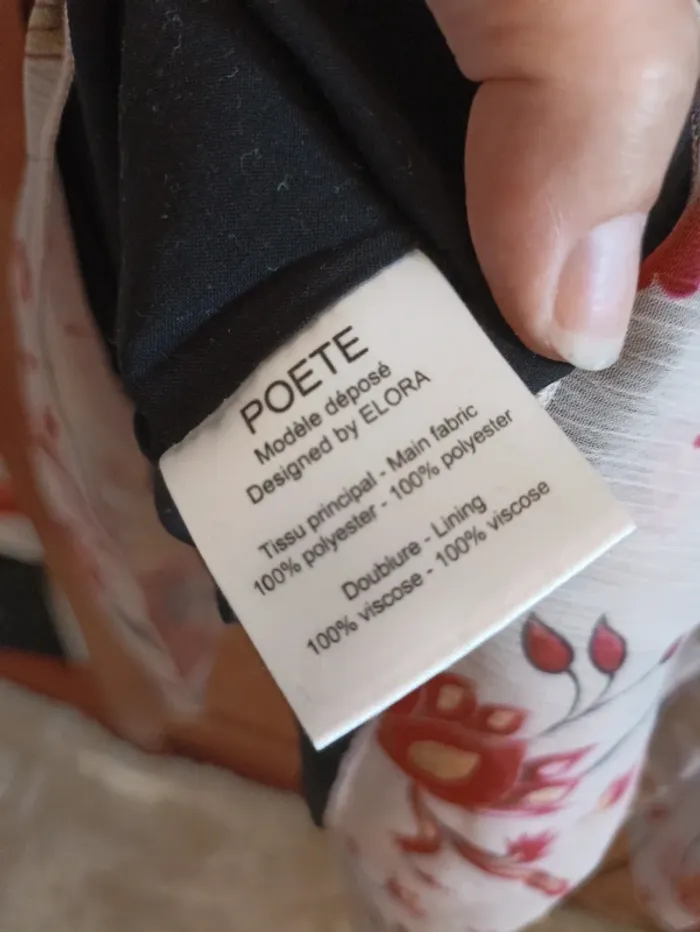 POETE
Modèle déposé
Designed by ELORA
Tissu principal - Main fabric
100% polyester - 100% polyester
Doublure - Lining
100% viscose - 100% viscose